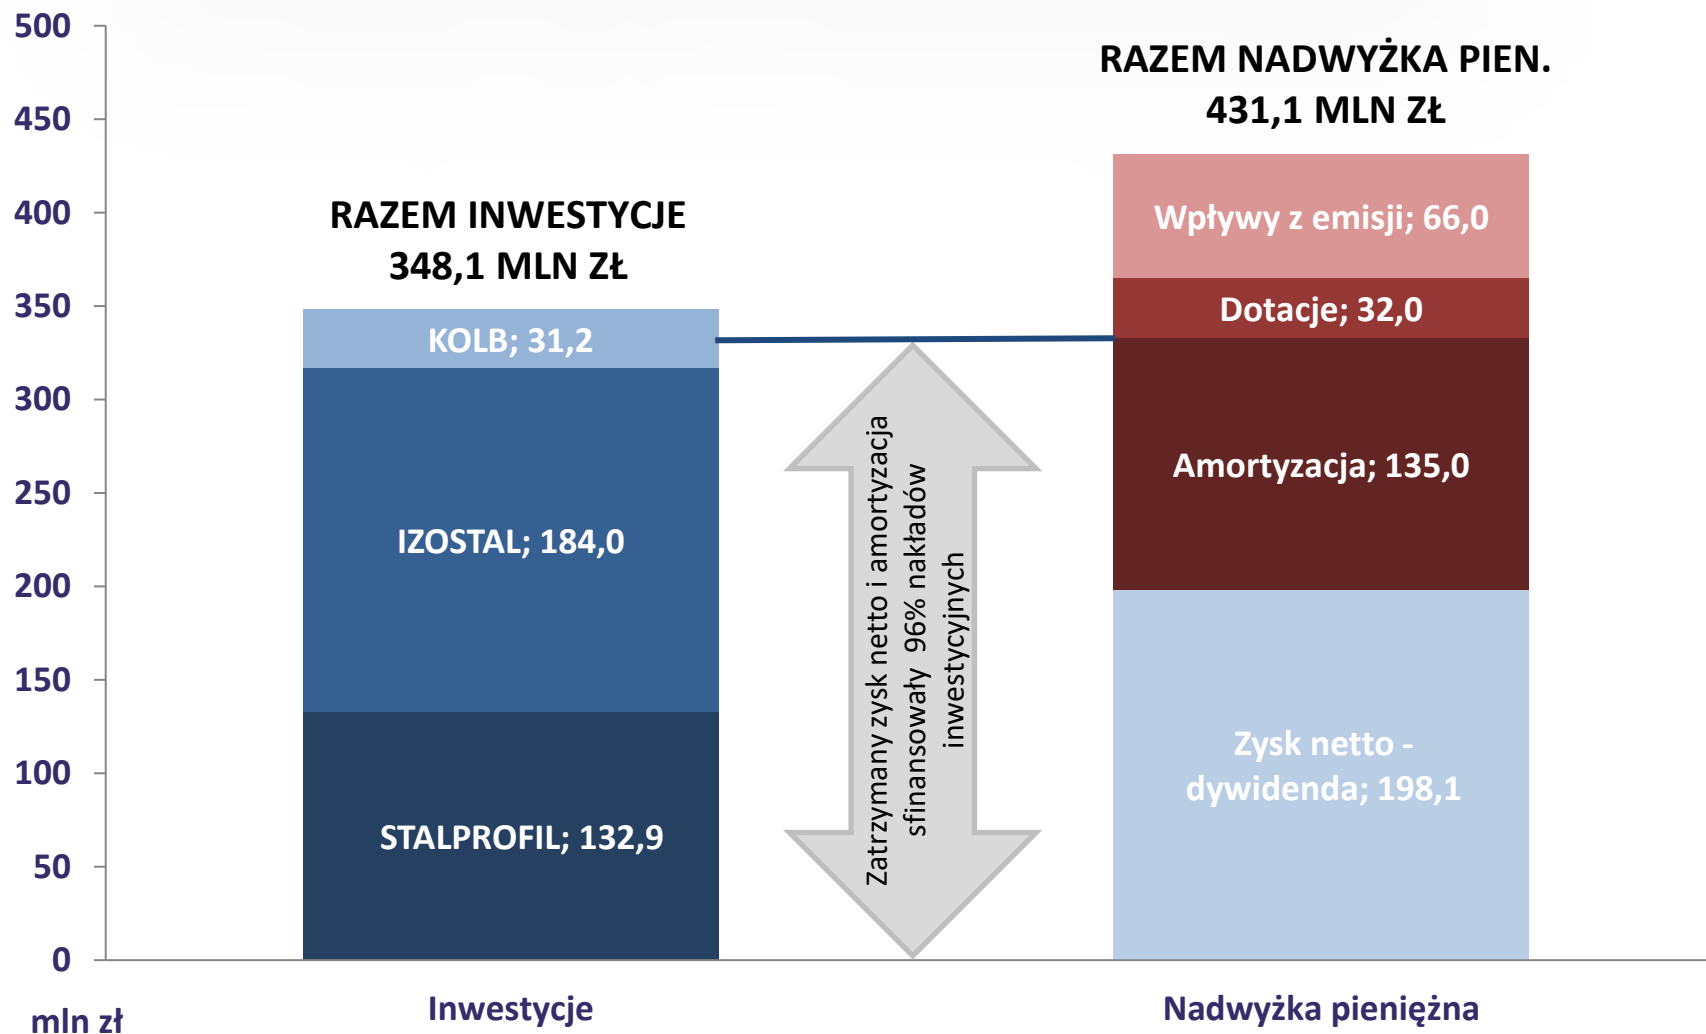 500
450
400
350
300
250
200
150
100
50
0
mln zł
RAZEM INWESTYCJE
348,1 MLN ZŁ
KOLB; 31,2
IZOSTAL; 184,0
STALPROFIL; 132,9
Inwestycje
Zatrzymany zysk netto i amortyzacja
sfinansowały 96% nakładów
inwestycyjnych
RAZEM NADWYŻKA PIEN.
431,1 MLN ZŁ
Wpływy z emisji; 66,0
Dotacje; 32,0
Amortyzacja; 135,0
Zysk netto -
dywidenda; 198,1
Nadwyżka pieniężna